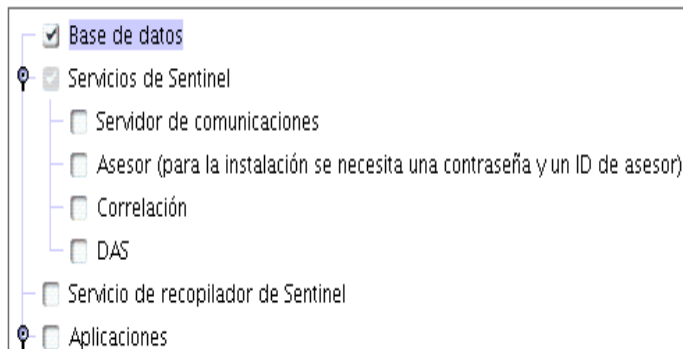 Base de datos
Servicios de Sentinel
Servidor de comunicaciones
Asesor (para la instalación se necesita una contraseña y un ID de asesor)
Correlación
DAS
Servicio de recopilador de Sentinel
Aplicaciones